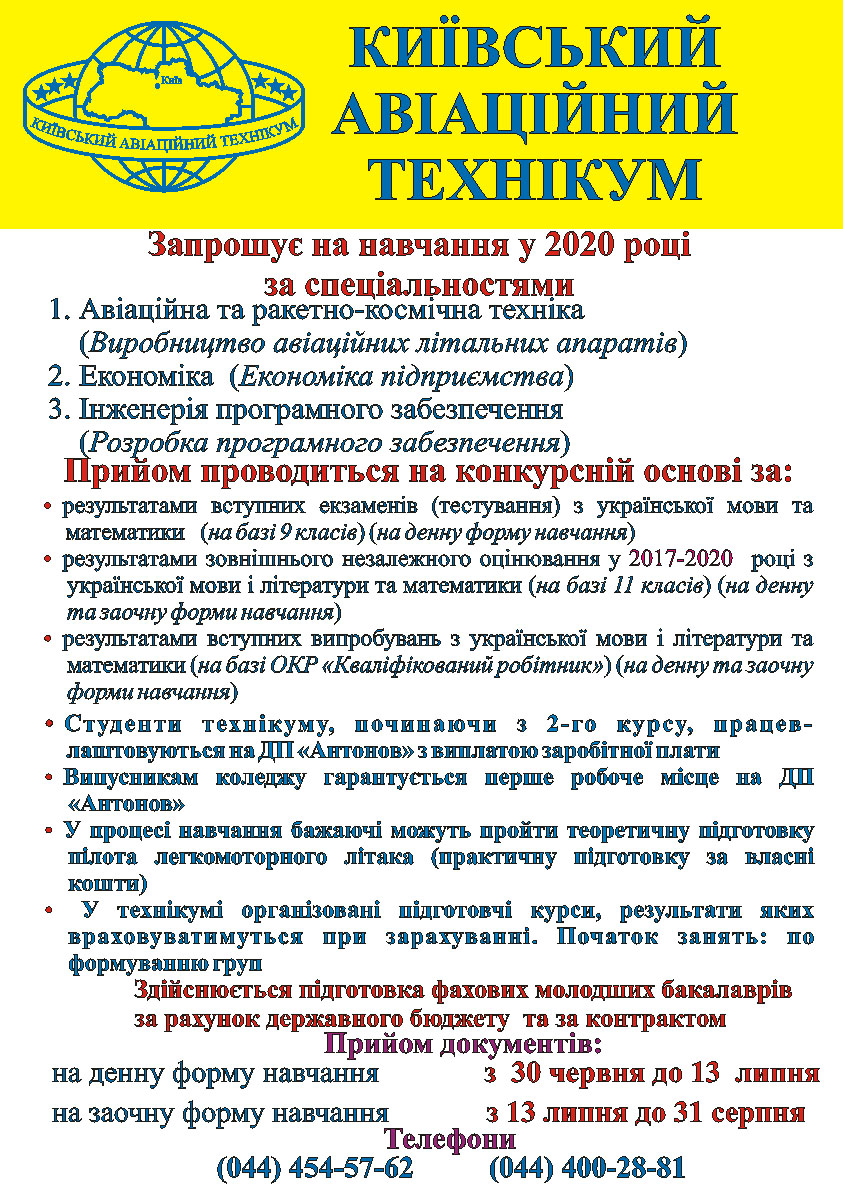 Київ
КИЇВСЬКИЙ АВІАЦІЙНИЙ ТЕХНІКУМ
КИЇВСЬКИЙ
АВІАЦІЙНИЙ
ТЕХНІКУМ
Запрошує на навчання у 2020 році
за спеціальностями
1. Авіаційна та ракетно-космічна техніка
(Виробництво авіаційних літальних апаратів)
2. Економіка (Економіка підприємства)
3. Інженерія програмного забезпечення
(Розробка програмного забезпечення)
Прийом проводиться на конкурсній основі за:
• результатами вступних екзаменів (тестування) з української мови та
математики (на базі 9 класів) (на денну форму навчання)
• результатами зовнішнього незалежного оцінювання у 2017-2020 році з
української мови і літератури та математики (на базі 11 класів) (на денну
та заочну форми навчання)
• результатами вступних випробувань з української мови і літератури та
математики (на базі ОКР «Кваліфікований робітник») (на денну та заочну
форми навчання)
• Студенти технікуму, починаючи з 2-го курсу, працев-
лаштовуються на ДП «Антонов» з виплатою заробітної плати
• Випусникам коледжу гарантується перше робоче місце на ДП
«Антонов»
• У процесі навчання бажаючі можуть пройти теоретичну підготовку
пілота легкомоторного літака (практичну підготовку за власні
кошти)
• У технікумі організовані підготовчі курси, результати яких
враховуватимуться при зарахуванні. Початок занять: по
формуванню груп
Здійснюється підготовка фахових молодших бакалаврів
за рахунок державного бюджету та за контрактом
Прийом документів:
на денну форму навчання з 30 червня до 13 липня
на заочну форму навчання з 13 липня до 31 серпня
Телефони
(044) 454-57-62 (044) 400-28-81